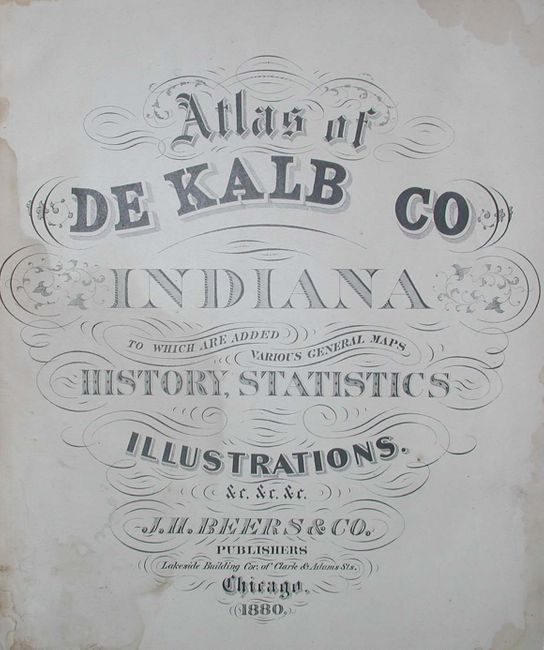 Atlas of
DE KALB CO
INDIANA
TO WHICH ARE ADDED
VARIOUS GENERAL MAPS
HISTORY, STATISTICS
ILLUSTRATIONS.
&c. &c. &c.
J. H. BEERS & CO.
PUBLISHERS
Lakeside Building Cor. of Clark & Adams Sts.
Chicago.
1880.